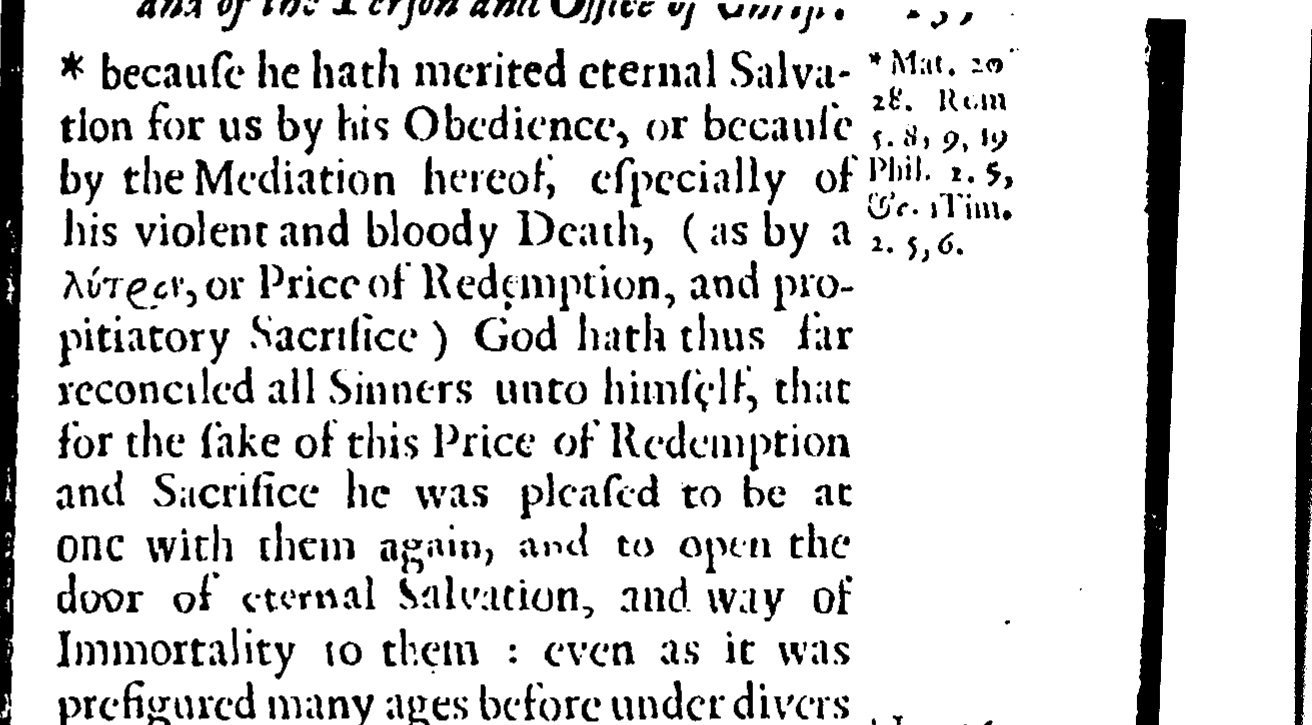 and of the Person and Office of Christ.
* becauſe he hath merited eternal Salva-
tion for us by his Obedience, or becauſe
by the Mediation hereof, eſpecially of
his violent and bloody Death, ( as by a
λύτρον, or Price of Redemption, and pro-
pitiatory Sacrifice ) God hath thus far
reconciled all Sinners unto himſelf, that
for the ſake of this Price of Redemption
and Sacrifice he was pleaſed to be at
one with them again, and to open the
door of eternal Salvation, and way of
Immortality to them : even as it was
prefigured many ages before under divers
* Mat. 20
28. Rom
5. 8, 9, 19
Phil. 2. 5,
&c. 1Tim.
2. 5, 6.